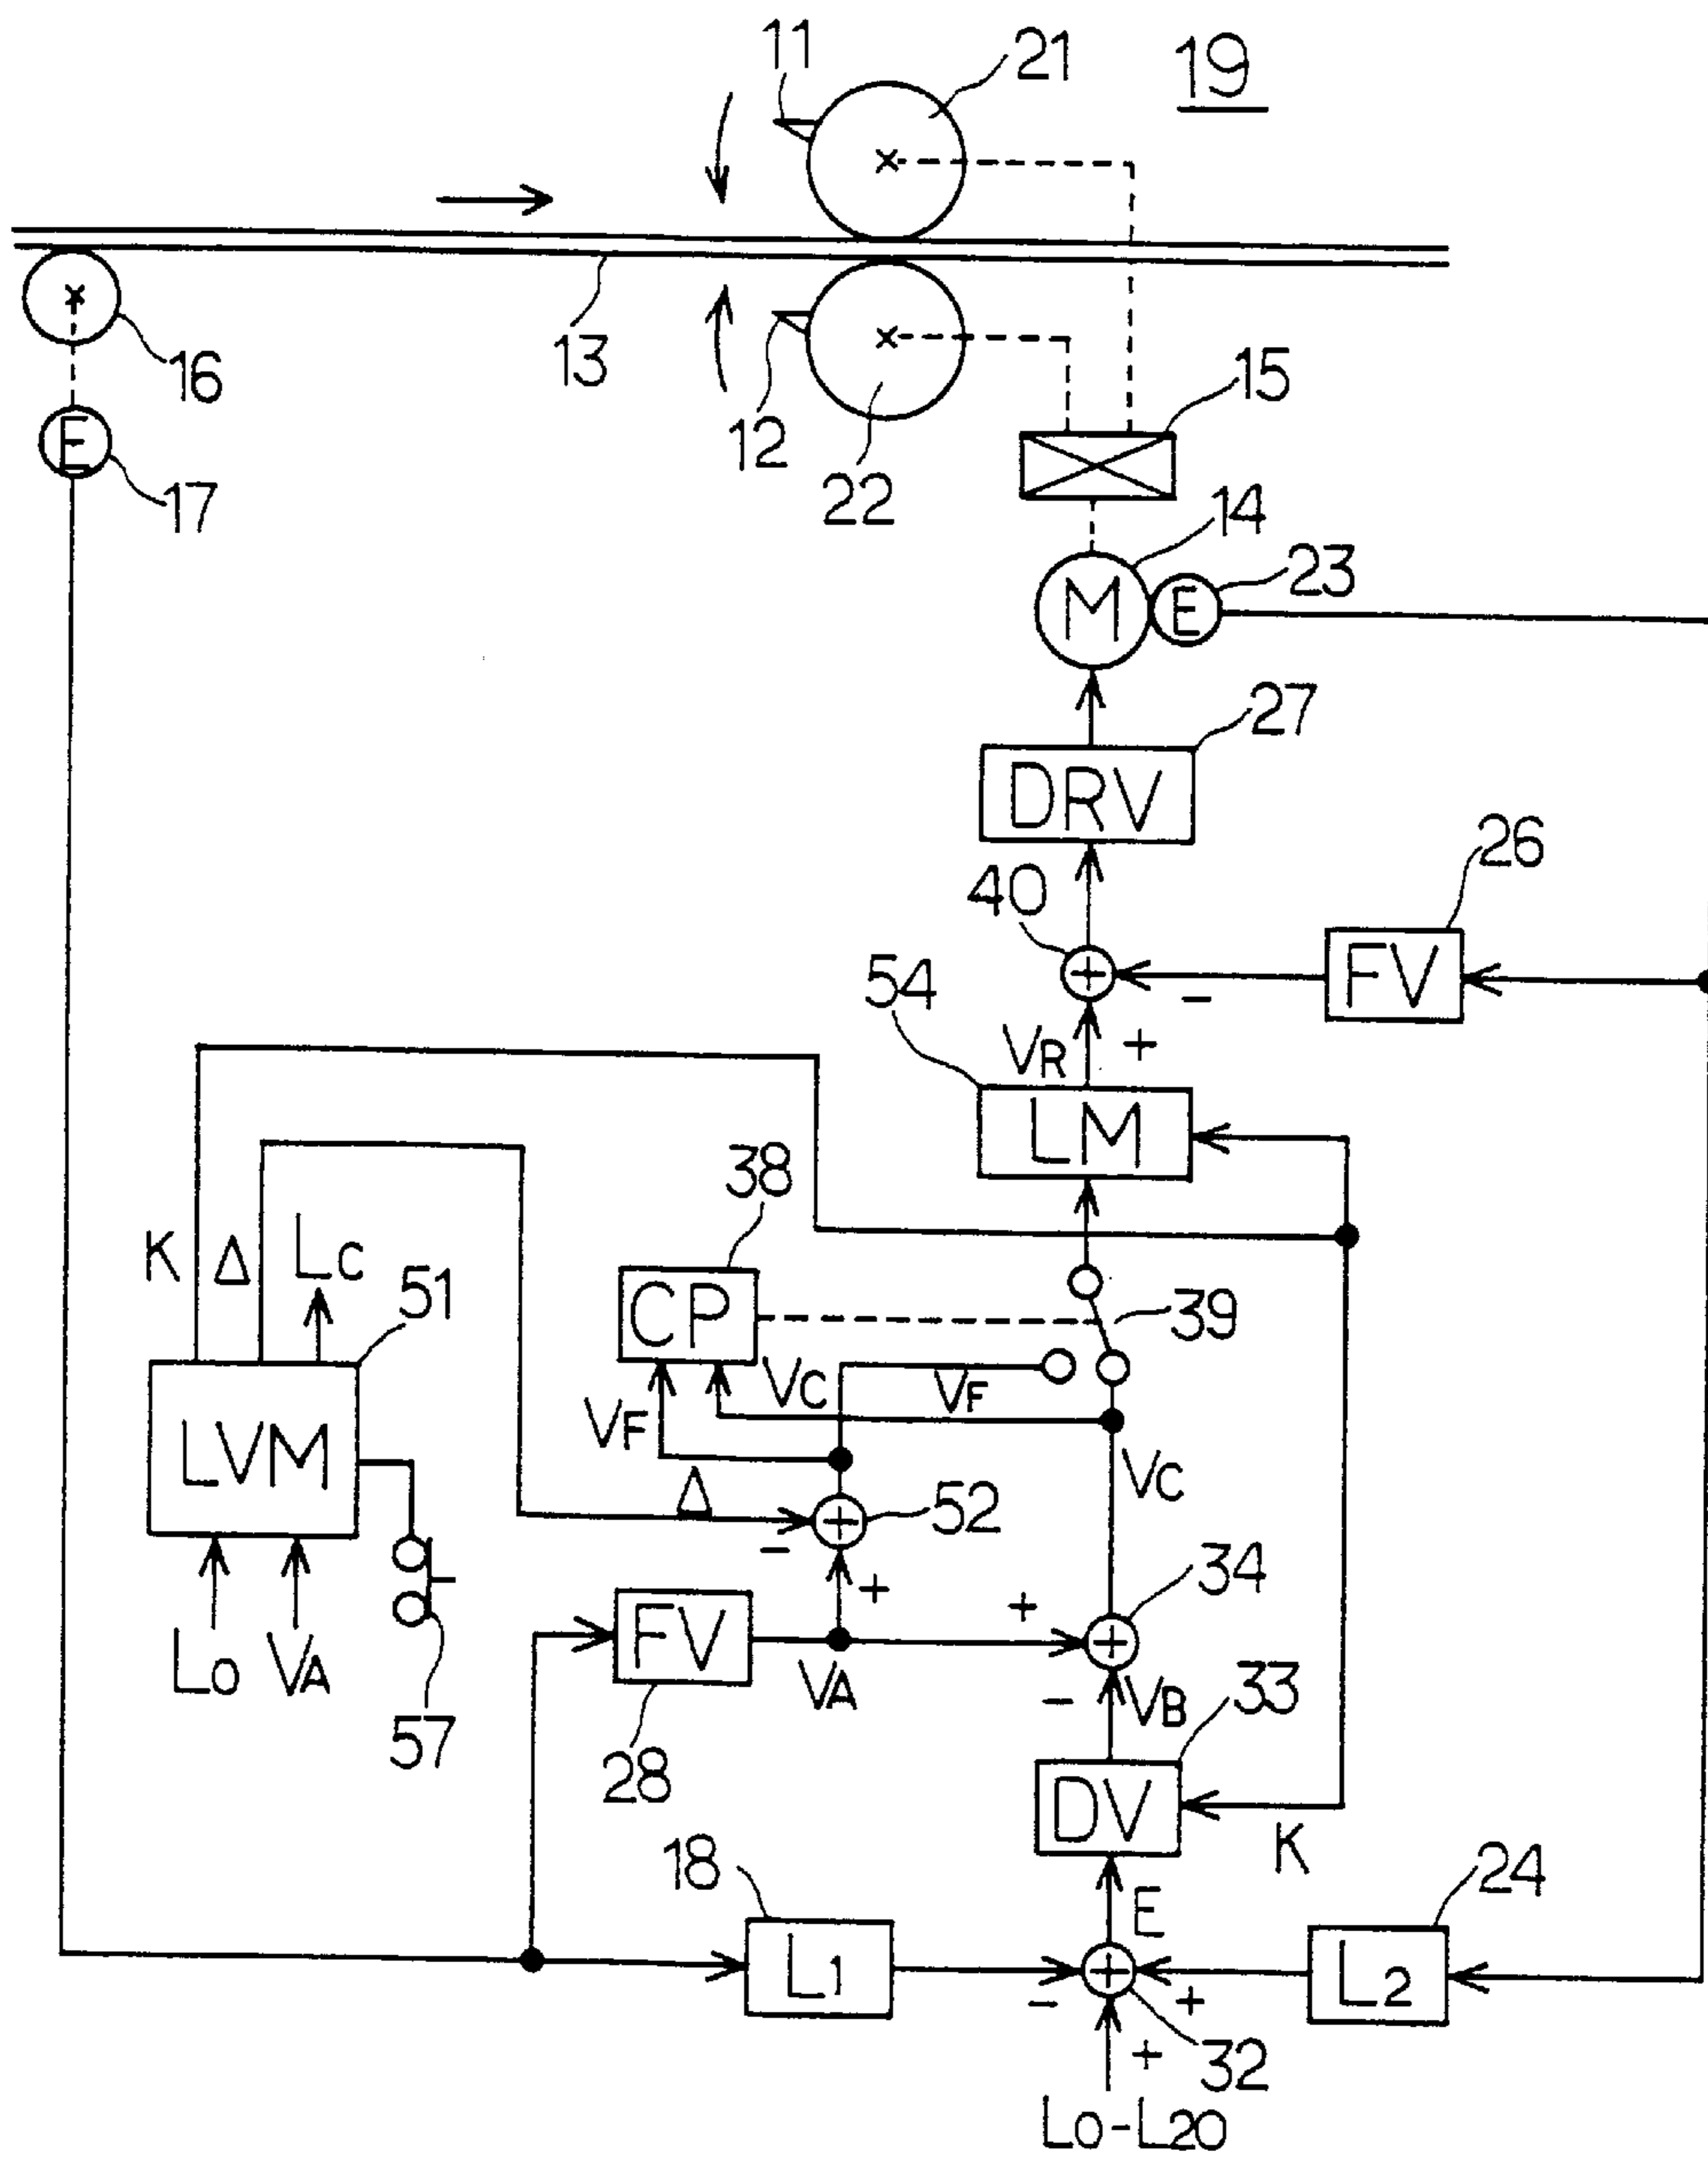 11
21
19
13
16
12
22
15
E
17
14
23
M
E
27
DRV
26
40
FV
54
-
VR
+
LM
38
K
Δ
LC
51
CP
39
VC
VF
VF
LVM
Δ
VC
52
-
+
+
34
LO
VA
FV
VA
-
VB
33
57
28
DV
K
18
24
E
L1
L2
-
+
+
32
LO-L20